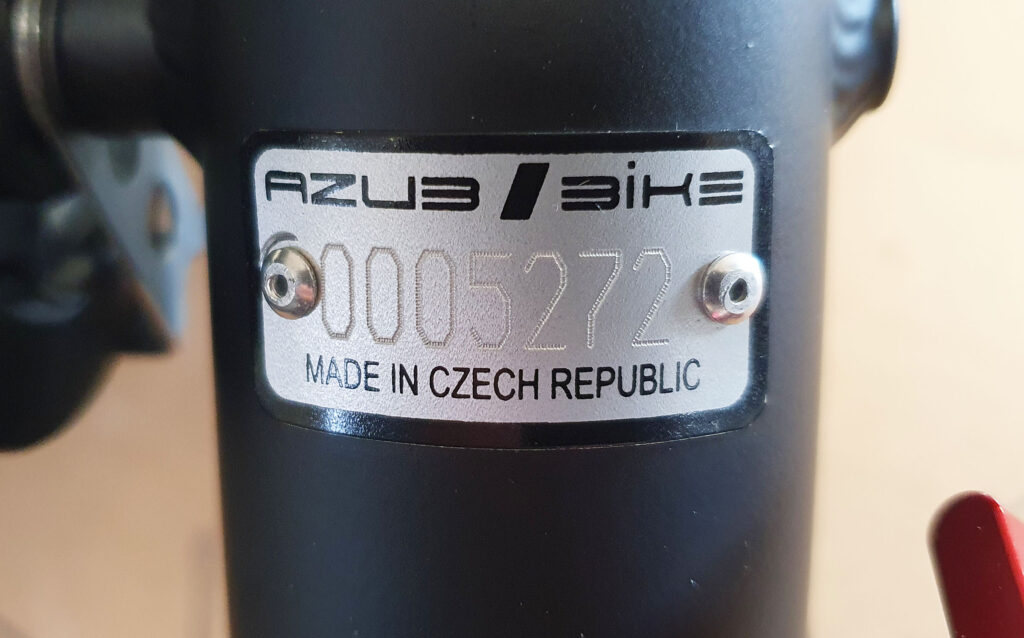 AZUB / BiKE
0005272
MADE IN CZECH REPUBLIC